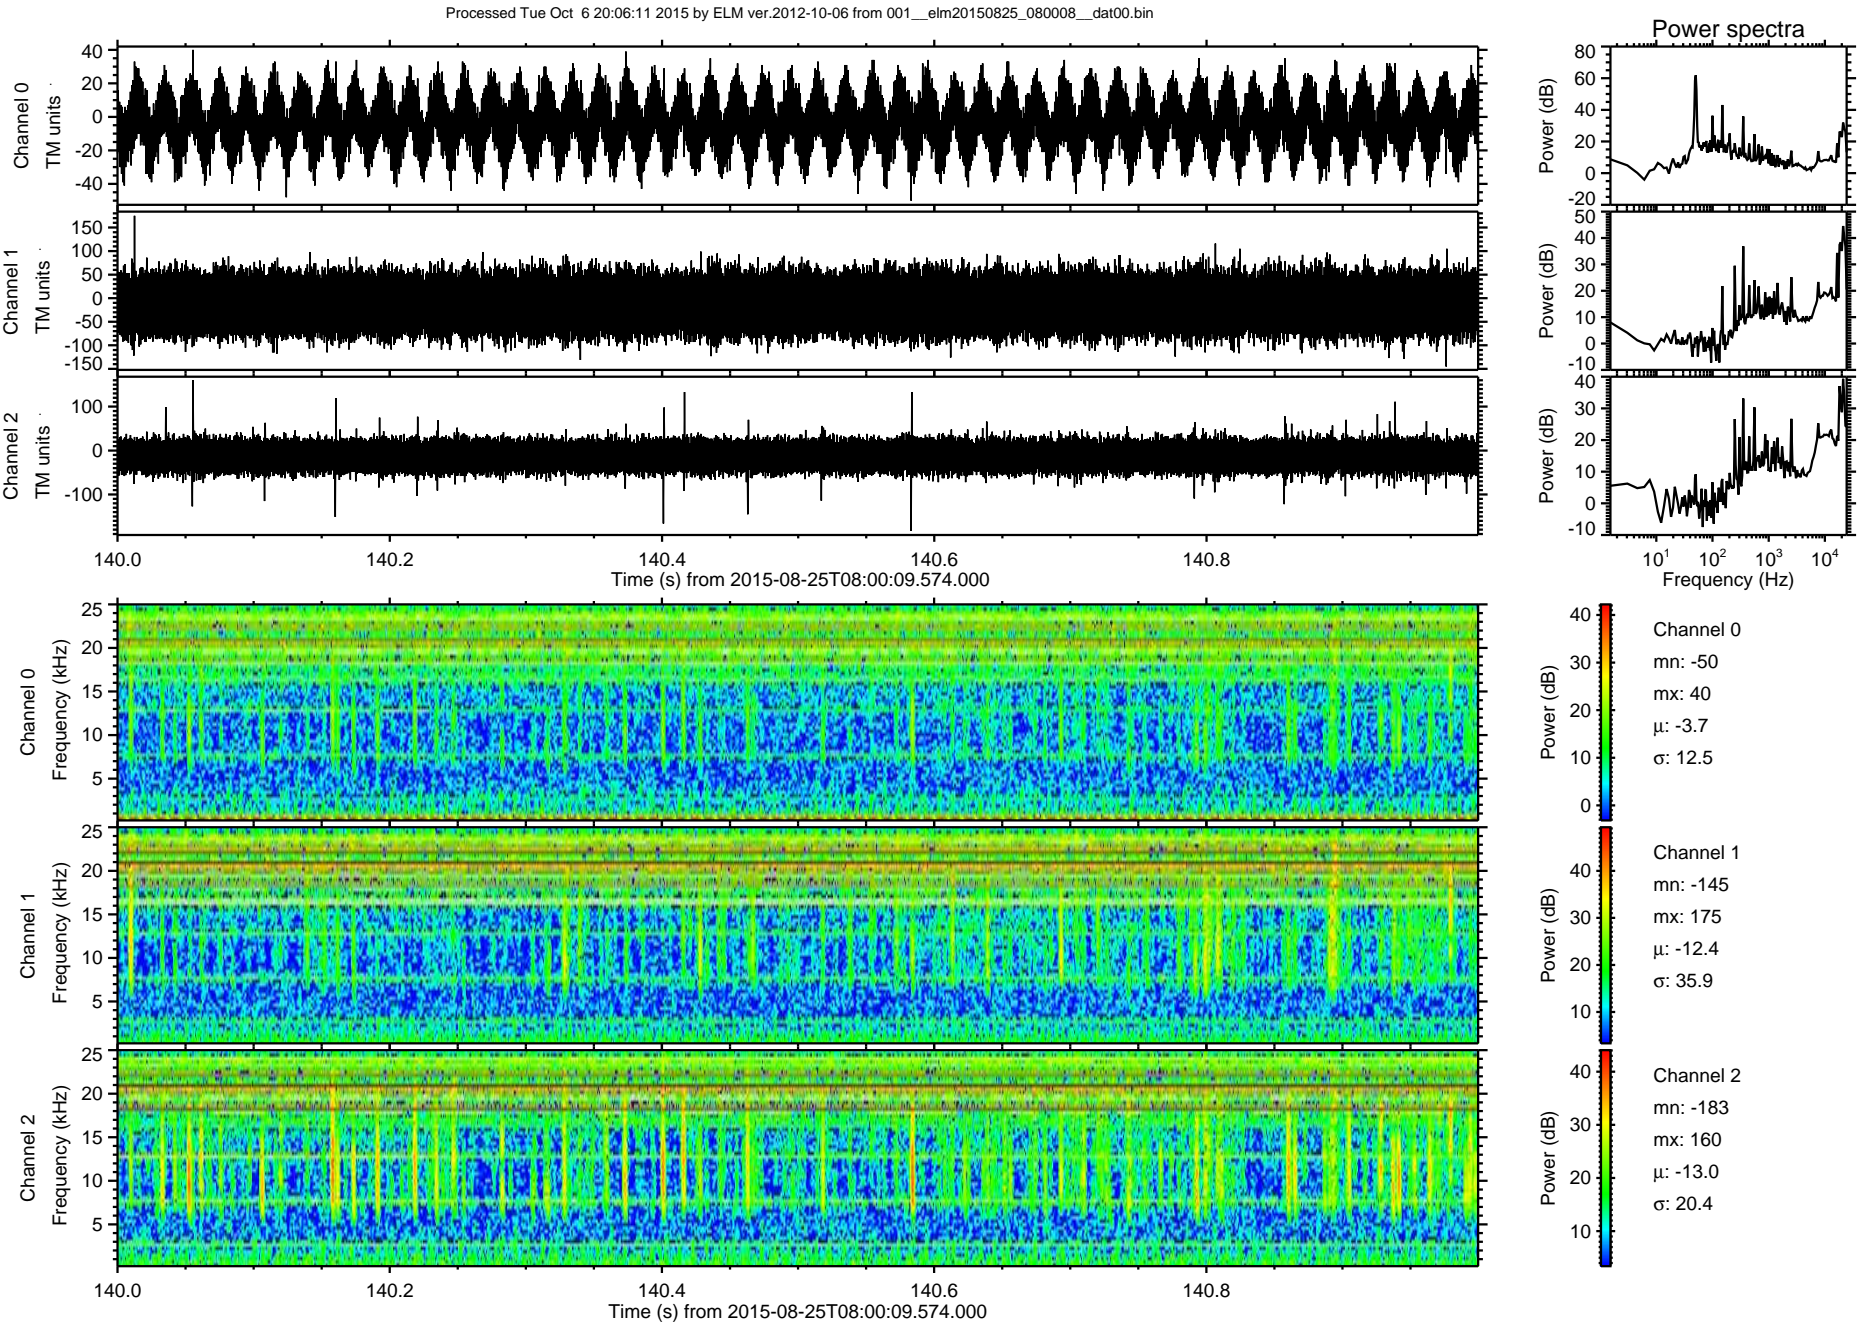 Processed Tue Oct  6 20:06:11 2015 by ELM ver.2012-10-06 from 001__elm20150825_080008__dat00.bin
Power spectra
Channel 0
TM units
40
20
0
-20
-40
Power (dB)
80
60
40
20
0
-20
Channel 1
TM units
150
100
50
0
-50
-100
-150
Power (dB)
50
40
30
20
10
0
-10
Channel 2
TM units
100
0
-100
Power (dB)
40
30
20
10
0
-10
140.0 140.2 140.4 140.6 140.8
Time (s) from 2015-08-25T08:00:09.574.000
10¹ 10² 10³ 10⁴
Frequency (Hz)
Channel 0
Frequency (kHz)
25
20
15
10
5
Power (dB)
40
30
20
10
0
Channel 0
mn: -50
mx: 40
μ: -3.7
σ: 12.5
Channel 1
Frequency (kHz)
25
20
15
10
5
Power (dB)
40
30
20
10
Channel 1
mn: -145
mx: 175
μ: -12.4
σ: 35.9
Channel 2
Frequency (kHz)
25
20
15
10
5
Power (dB)
40
30
20
10
Channel 2
mn: -183
mx: 160
μ: -13.0
σ: 20.4
140.0 140.2 140.4 140.6 140.8
Time (s) from 2015-08-25T08:00:09.574.000